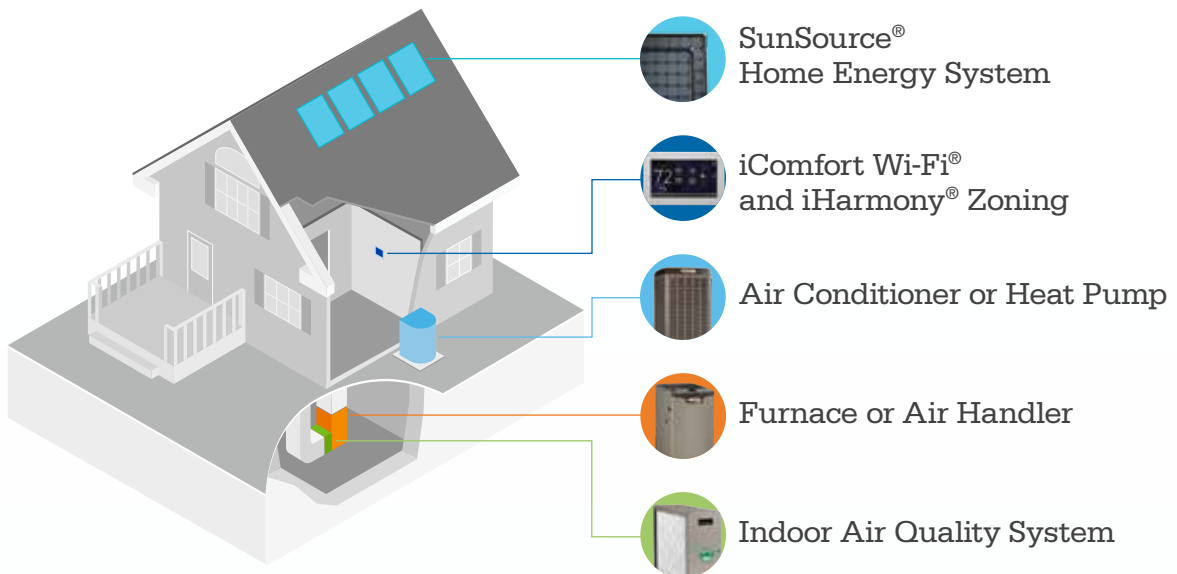 SunSource®
Home Energy System
iComfort Wi-Fi®
and iHarmony® Zoning
72
Air Conditioner or Heat Pump
Furnace or Air Handler
Indoor Air Quality System